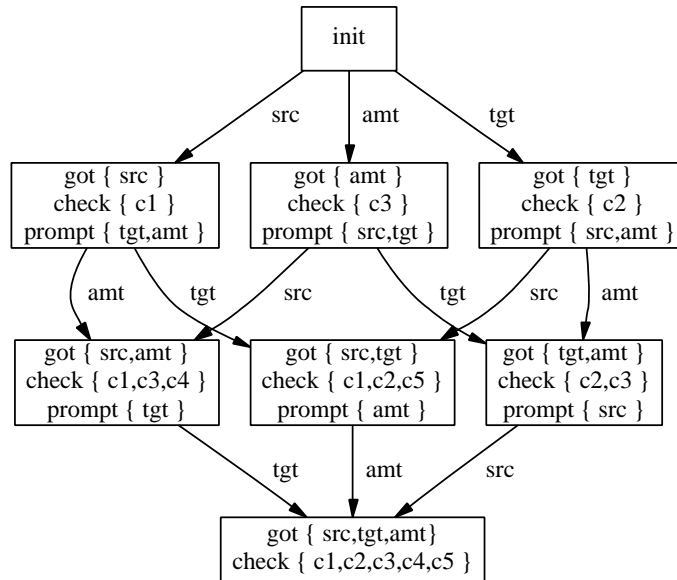 init
src
amt
tgt
got { src }
check { c1 }
prompt { tgt,amt }
got { amt }
check { c3 }
prompt { src,tgt }
got { tgt }
check { c2 }
prompt { src,amt }
amt
tgt
src
tgt
src
amt
got { src,amt }
check { c1,c3,c4 }
prompt { tgt }
got { src,tgt }
check { c1,c2,c5 }
prompt { amt }
got { tgt,amt }
check { c2,c3 }
prompt { src }
tgt
amt
src
got { src,tgt,amt}
check { c1,c2,c3,c4,c5 }